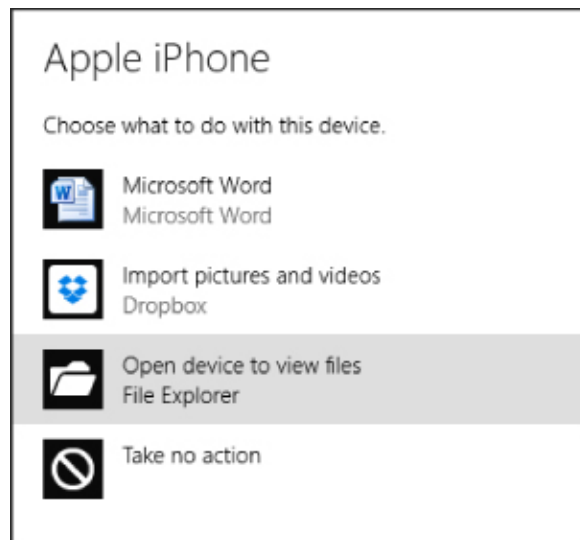 Apple iPhone
Choose what to do with this device.
W
Microsoft Word
Microsoft Word
Import pictures and videos
Dropbox
Open device to view files
File Explorer
Take no action